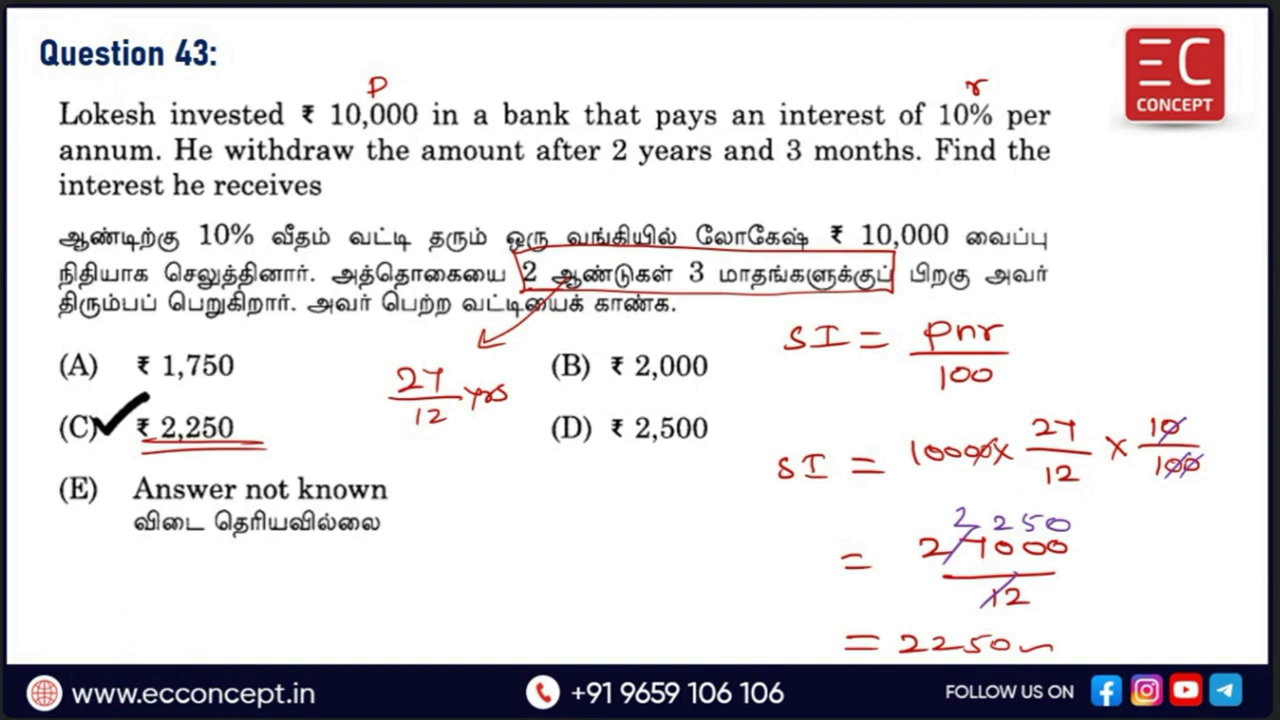 Question 43:
EC
CONCEPT
P
r
Lokesh invested ₹ 10,000 in a bank that pays an interest of 10% per
annum. He withdraw the amount after 2 years and 3 months. Find the
interest he receives
ஆண்டிற்கு 10% வீதம் வட்டி தரும் ஒரு வங்கியில் லோகேஷ் ₹ 10,000 வைப்பு
நிதியாக செலுத்தினார். அத்தொகையை 2 ஆண்டுகள் 3 மாதங்களுக்குப் பிறகு அவர்
திரும்பப் பெறுகிறார். அவர் பெற்ற வட்டியைக் காண்க.
(A) ₹ 1,750
(B) ₹ 2,000
(C) ₹ 2,250
(D) ₹ 2,500
(E) Answer not known
விடை தெரியவில்லை
27
12 yrs
SI = pnr
100
SI = 10000 × 27 × 10
12 100
2 250
= 27000
12
= 2250
www.ecconcept.in
+91 9659 106 106
FOLLOW US ON